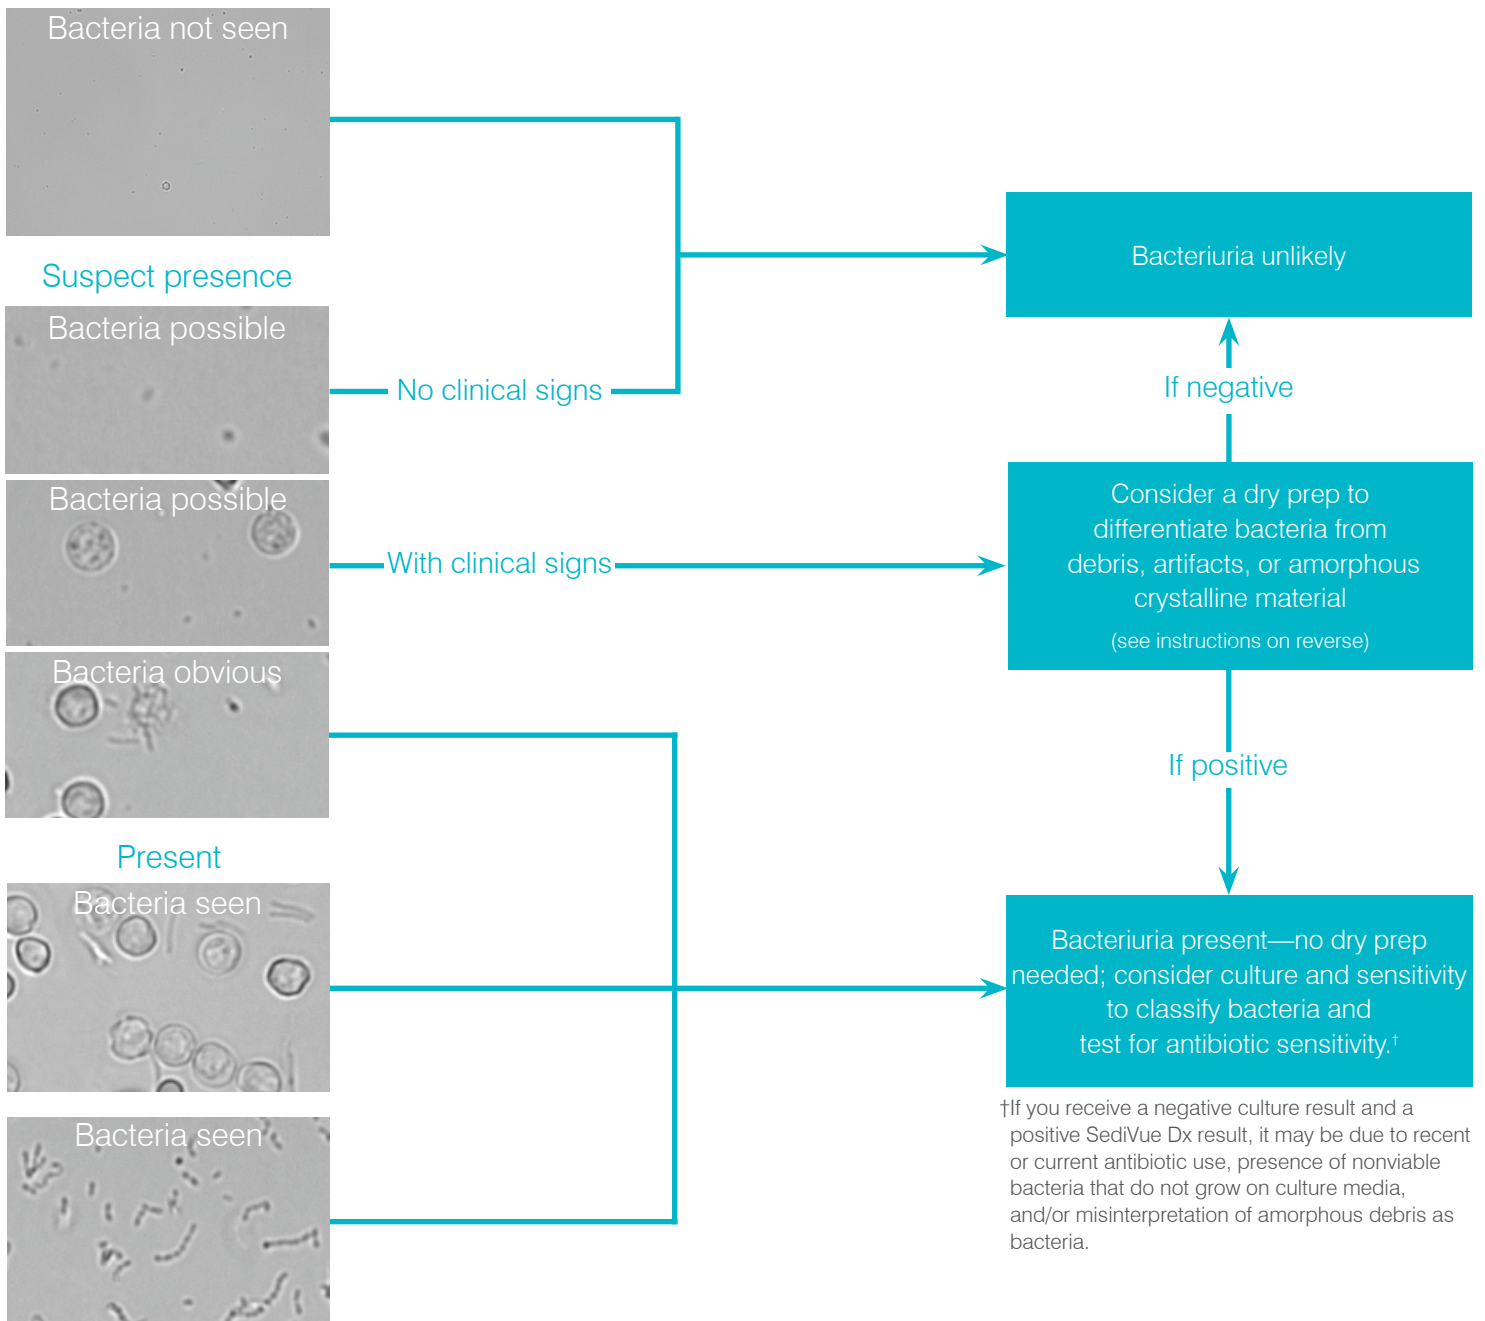 Bacteria not seen
Suspect presence
Bacteria possible
No clinical signs
Bacteria possible
With clinical signs
Bacteria obvious
Present
Bacteria seen
Bacteria seen
Bacteriuria unlikely
If negative
Consider a dry prep to
differentiate bacteria from
debris, artifacts, or amorphous
crystalline material
(see instructions on reverse)
If positive
Bacteriuria present—no dry prep
needed; consider culture and sensitivity
to classify bacteria and
test for antibiotic sensitivity.†
†If you receive a negative culture result and a
positive SediVue Dx result, it may be due to recent
or current antibiotic use, presence of nonviable
bacteria that do not grow on culture media,
and/or misinterpretation of amorphous debris as
bacteria.